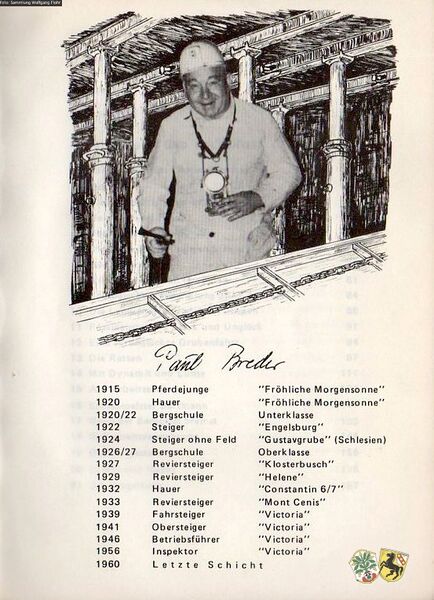 Foto: Sammlung Wolfgang Flohr
Paul Breder
1915 Pferdejunge "Fröhliche Morgensonne"
1920 Hauer "Fröhliche Morgensonne"
1920/22 Bergschule Unterklasse
1922 Steiger "Engelsburg"
1924 Steiger ohne Feld "Gustavgrube" (Schlesien)
1926/27 Bergschule Oberklasse
1927 Reviersteiger "Klosterbusch"
1929 Reviersteiger "Helene"
1932 Hauer "Constantin 6/7"
1933 Reviersteiger "Mont Cenis"
1939 Fahrsteiger "Victoria"
1941 Obersteiger "Victoria"
1946 Betriebsführer "Victoria"
1956 Inspektor "Victoria"
1960 Letzte Schicht